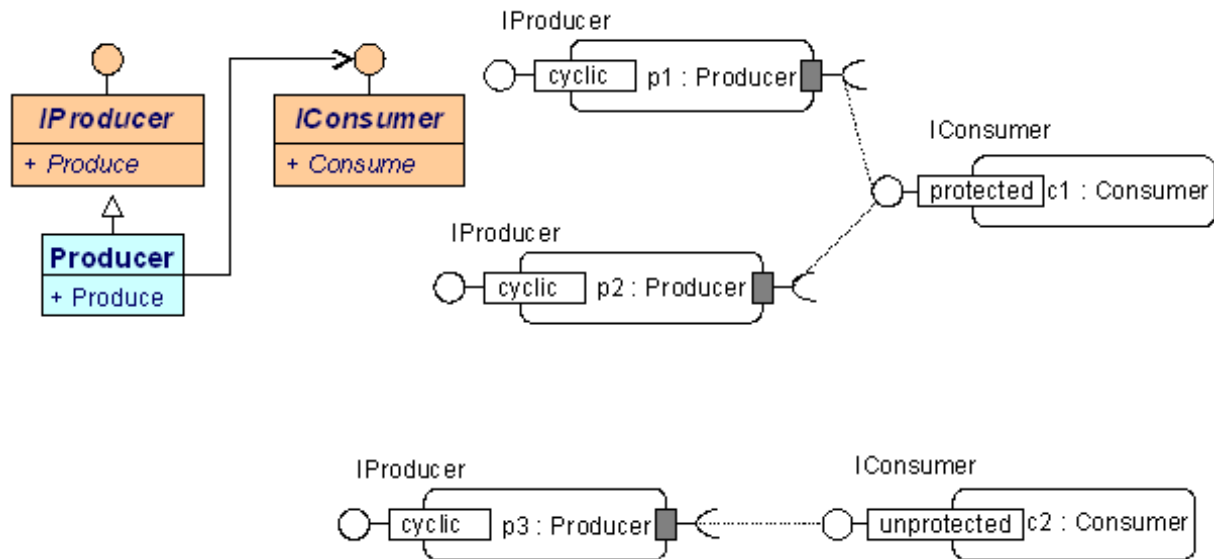 IProducer
IProducer
IConsumer
+ Produce
+ Consume
Producer
+ Produce
cyclic
p1 : Producer
IConsumer
protected
c1 : Consumer
IProducer
cyclic
p2 : Producer
IProducer
cyclic
p3 : Producer
IConsumer
unprotected
c2 : Consumer